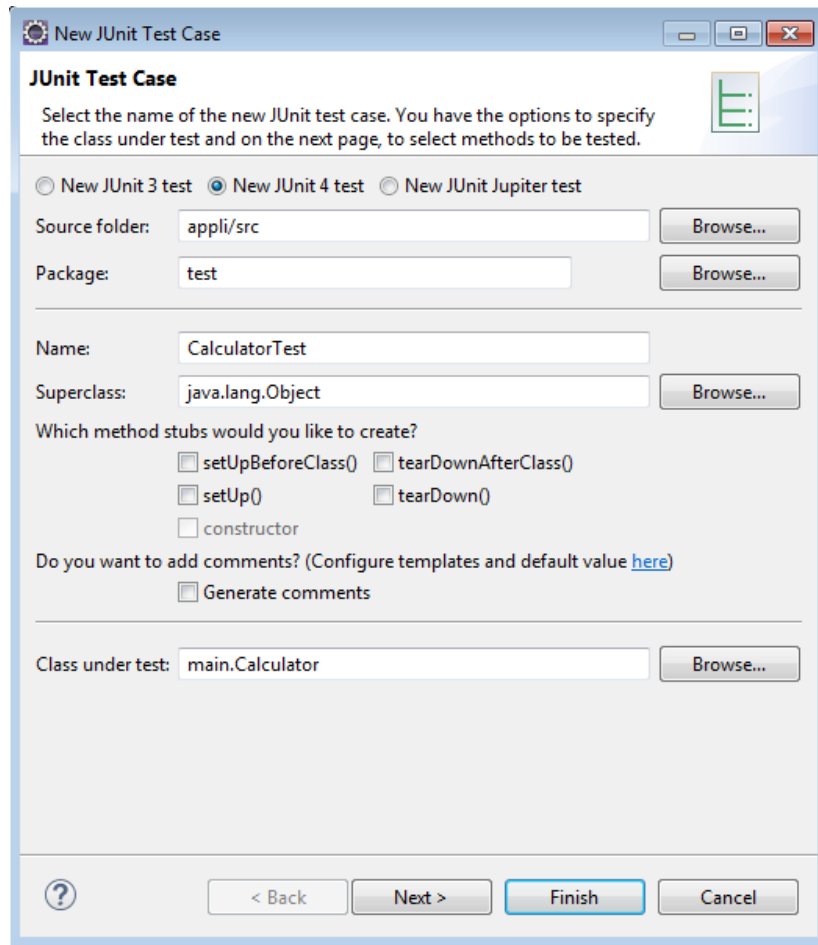 New JUnit Test Case
JUnit Test Case
Select the name of the new JUnit test case. You have the options to specify
the class under test and on the next page, to select methods to be tested.
New JUnit 3 test New JUnit 4 test New JUnit Jupiter test
Source folder: appli/src Browse...
Package: test Browse...
Name: CalculatorTest
Superclass: java.lang.Object Browse...
Which method stubs would you like to create?
setUpBeforeClass() tearDownAfterClass()
setUp() tearDown()
constructor
Do you want to add comments? (Configure templates and default value here)
Generate comments
Class under test: main.Calculator Browse...
? < Back Next > Finish Cancel